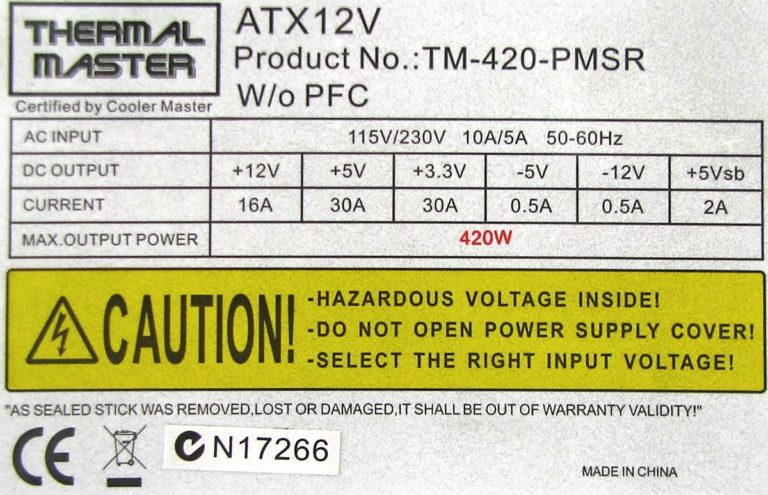 THERMAL MASTER
Certified by Cooler Master
ATX12V
Product No.:TM-420-PMSR
W/o PFC
AC INPUT 115V/230V 10A/5A 50-60Hz
DC OUTPUT +12V +5V +3.3V -5V -12V +5Vsb
CURRENT 16A 30A 30A 0.5A 0.5A 2A
MAX.OUTPUT POWER 420W
CAUTION!
-HAZARDOUS VOLTAGE INSIDE!
-DO NOT OPEN POWER SUPPLY COVER!
-SELECT THE RIGHT INPUT VOLTAGE!
"AS SEALED STICK WAS REMOVED,LOST OR DAMAGED,IT SHALL BE OUT OF WARRANTY VALIDITY!"
CE
N17266
MADE IN CHINA